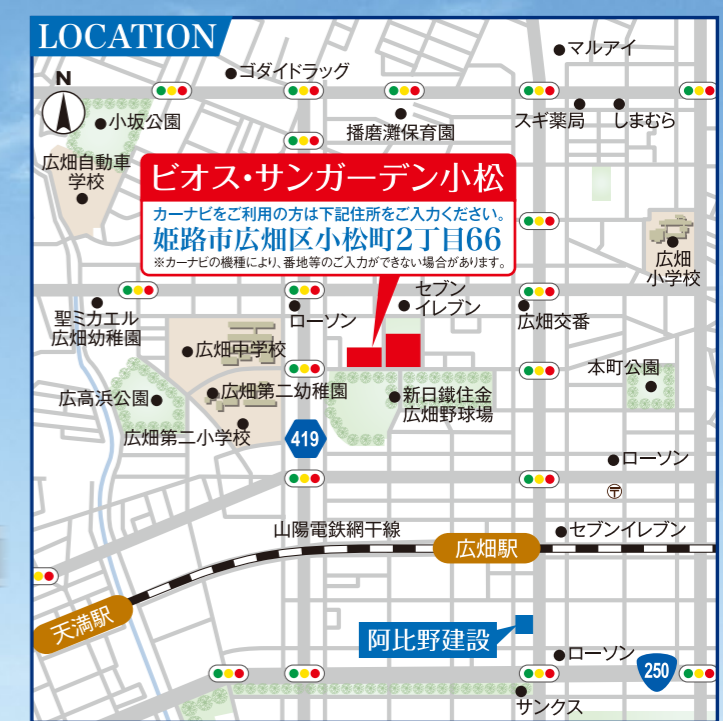 LOCATION
マルアイ
ゴダイドラッグ
N
小坂公園
播磨灘保育園
スギ薬局
しまむら
広畑自動車
学校
ビオス・サンガーデン小松
カーナビをご利用の方は下記住所をご入力ください。
姫路市広畑区小松町2丁目66
※カーナビの機種により、番地等のご入力ができない場合があります。
広畑
小学校
セブン
イレブン
聖ミカエル
広畑幼稚園
ローソン
広畑交番
広畑中学校
本町公園
広高浜公園
広畑第二幼稚園
新日鐵住金
広畑野球場
広畑第二小学校
419
ローソン
〒
山陽電鉄網干線
広畑駅
セブンイレブン
天満駅
阿比野建設
ローソン
250
サンクス